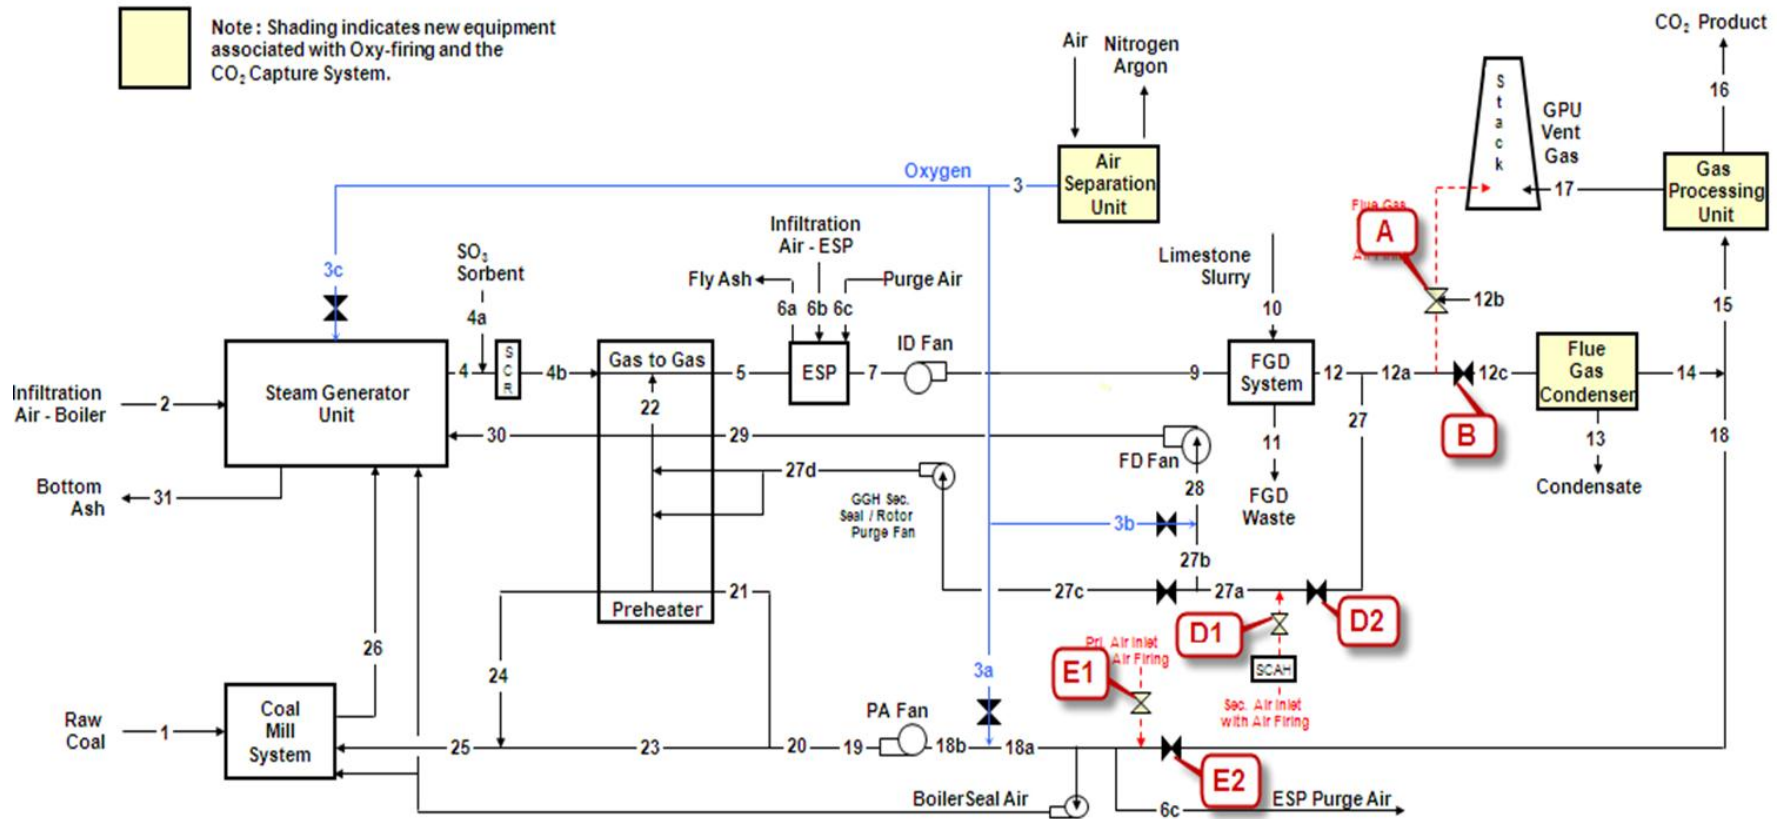 Note : Shading indicates new equipment
associated with Oxy-firing and the
CO₂ Capture System.
CO₂ Product
Air
Nitrogen
Argon
16
Stack
GPU
Vent
Gas
Oxygen
3
Air
Separation
Unit
17
Gas
Processing
Unit
Flue Gas
A
Infiltration
Air - ESP
SO₃
Sorbent
3c
Fly Ash
Purge Air
Limestone
Slurry
4a
6a
6b
6c
10
12b
15
ID Fan
SCR
Gas to Gas
FGD
System
Flue
Gas
Condenser
4
4b
5
ESP
7
9
12
12a
12c
14
Infiltration
Air - Boiler
2
Steam Generator
Unit
22
27
B
30
29
11
13
18
FD Fan
27d
Bottom
Ash
31
28
Condensate
GGH Sec.
Seal / Rotor
Purge Fan
FGD
Waste
3b
27b
27c
27a
21
Preheater
D1
D2
26
Pri. Air Inlet
Air Firing
24
3a
E1
SCAH
Sec. Air Inlet
with Air Firing
Raw
Coal
1
Coal
Mill
System
PA Fan
25
23
20
19
18b
18a
E2
Boiler Seal Air
6c
ESP Purge Air